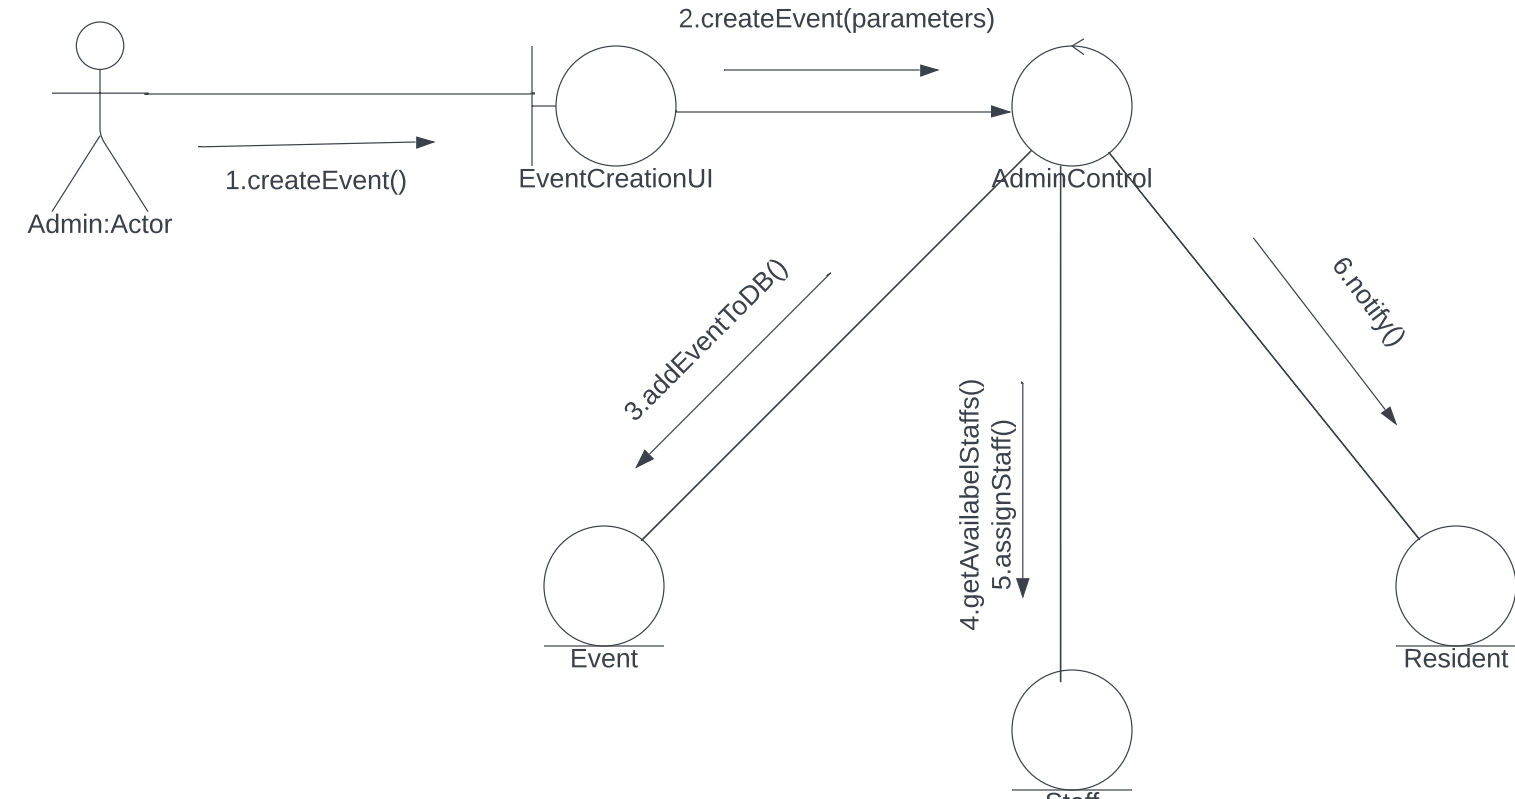 2.createEvent(parameters)
1.createEvent()
Admin:Actor
EventCreationUI
AdminControl
3.addEventToDB()
4.getAvailabelStaffs()
5.assignStaff()
6.notify()
Event
Resident
Staff